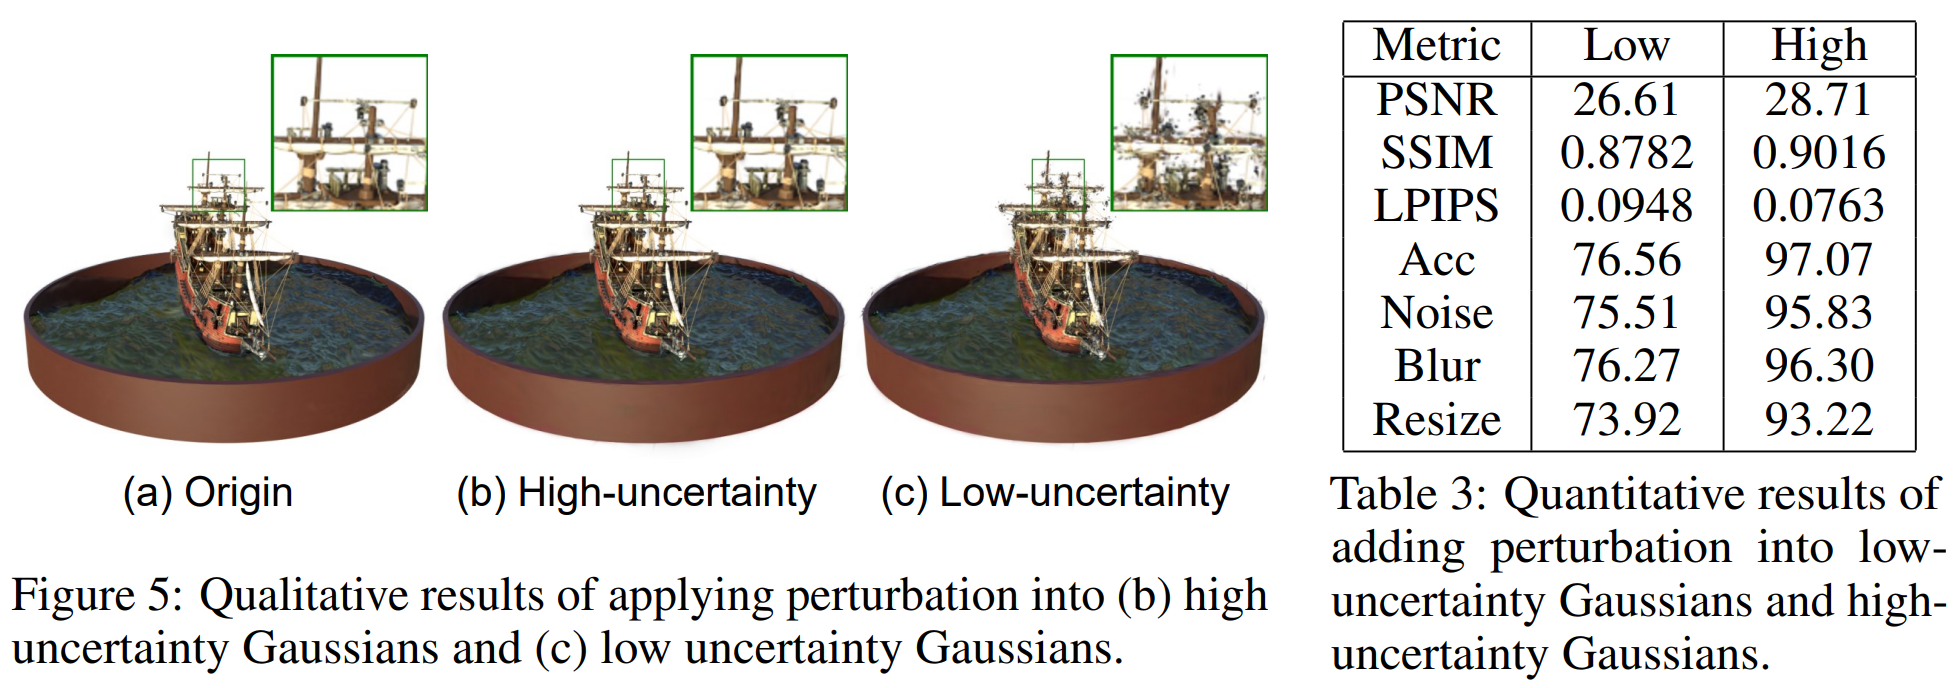 (a) Origin
(b) High-uncertainty
(c) Low-uncertainty
Figure 5: Qualitative results of applying perturbation into (b) high
uncertainty Gaussians and (c) low uncertainty Gaussians.
Metric Low High
PSNR 26.61 28.71
SSIM 0.8782 0.9016
LPIPS 0.0948 0.0763
Acc 76.56 97.07
Noise 75.51 95.83
Blur 76.27 96.30
Resize 73.92 93.22
Table 3: Quantitative results of
adding perturbation into low-
uncertainty Gaussians and high-
uncertainty Gaussians.